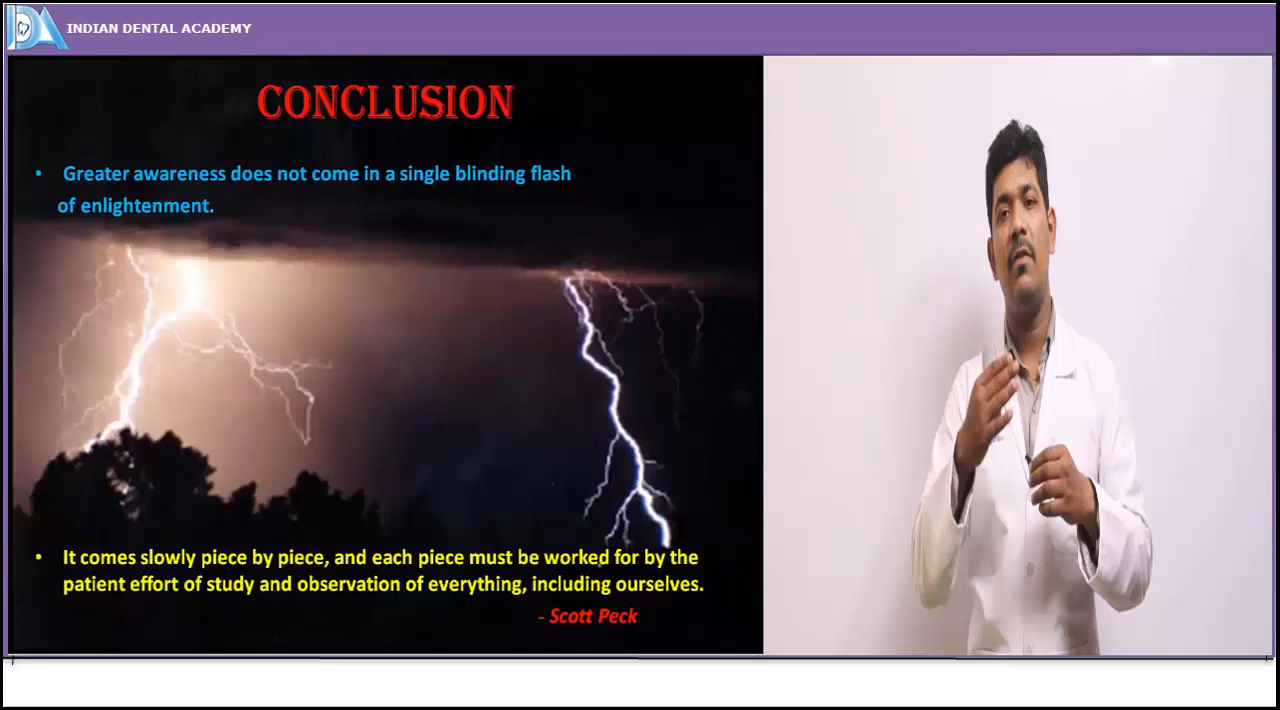 INDIAN DENTAL ACADEMY
CONCLUSION
• Greater awareness does not come in a single blinding flash
of enlightenment.
• It comes slowly piece by piece, and each piece must be worked for by the
patient effort of study and observation of everything, including ourselves.
- Scott Peck